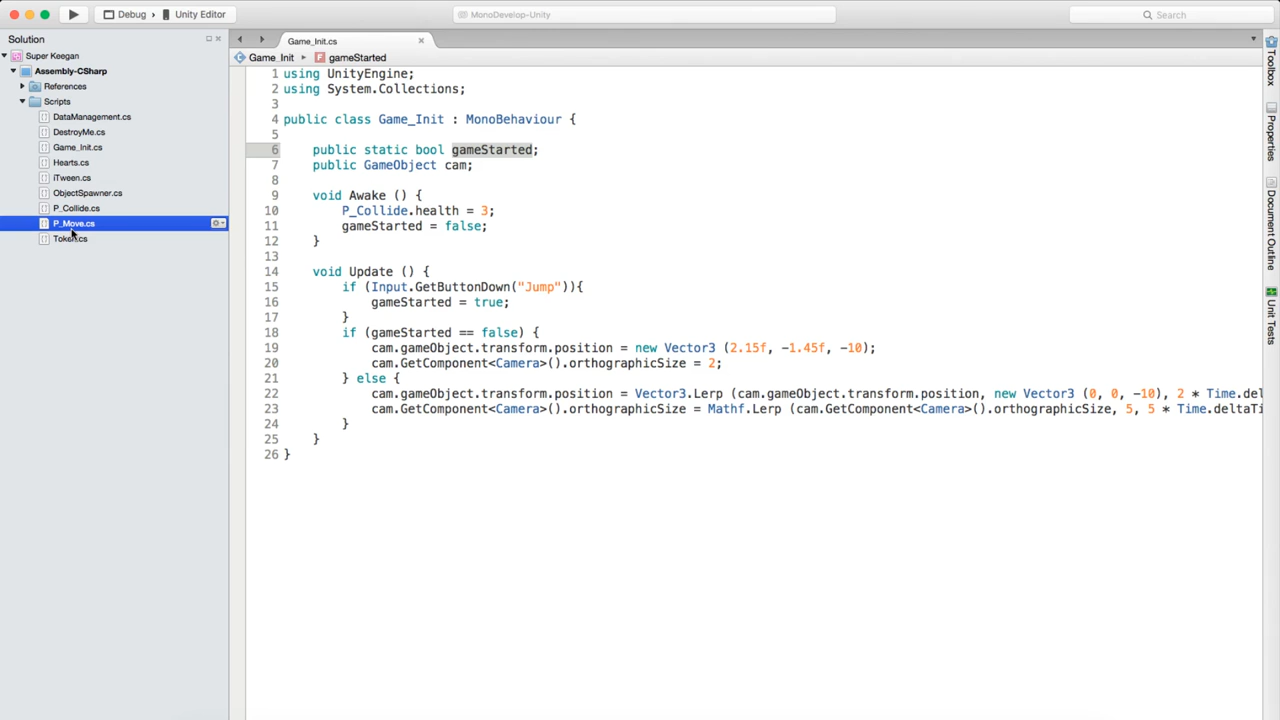 Debug
Unity Editor
MonoDevelop-Unity
Search
Solution
Super Keegan
Assembly-CSharp
References
Scripts
DataManagement.cs
DestroyMe.cs
Game_Init.cs
Hearts.cs
iTween.cs
ObjectSpawner.cs
P_Collide.cs
P_Move.cs
Token.cs
Game_Init.cs
Game_Init
gameStarted
1 using UnityEngine;
2 using System.Collections;
3
4 public class Game_Init : MonoBehaviour {
5
6 public static bool gameStarted;
7 public GameObject cam;
8
9 void Awake () {
10 P_Collide.health = 3;
11 gameStarted = false;
12 }
13
14 void Update () {
15 if (Input.GetButtonDown("Jump")){
16 gameStarted = true;
17 }
18 if (gameStarted == false) {
19 cam.gameObject.transform.position = new Vector3 (2.15f, -1.45f, -10);
20 cam.GetComponent<Camera>().orthographicSize = 2;
21 } else {
22 cam.gameObject.transform.position = Vector3.Lerp (cam.gameObject.transform.position, new Vector3 (0, 0, -10), 2 * Time.del
23 cam.GetComponent<Camera>().orthographicSize = Mathf.Lerp (cam.GetComponent<Camera>().orthographicSize, 5, 5 * Time.deltaTi
24 }
25 }
26 }
Toolbox
Properties
Document Outline
Unit Tests